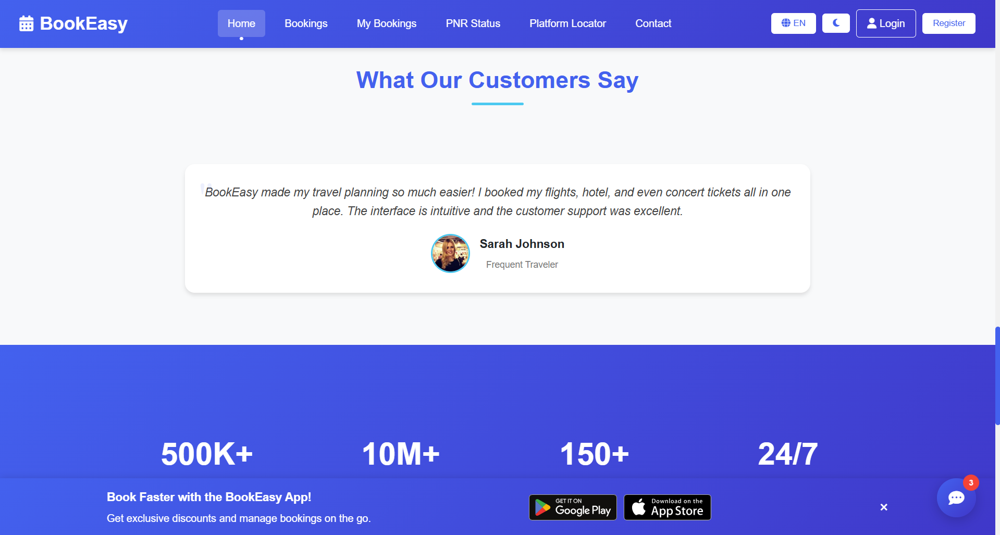 BookEasy
Home
Bookings
My Bookings
PNR Status
Platform Locator
Contact
EN
Login
Register
What Our Customers Say
"
BookEasy made my travel planning so much easier! I booked my flights, hotel, and even concert tickets all in one
place. The interface is intuitive and the customer support was excellent.
Sarah Johnson
Frequent Traveler
500K+
10M+
150+
24/7
Book Faster with the BookEasy App!
Get exclusive discounts and manage bookings on the go.
GET IT ON
Google Play
Download on the
App Store
×
3